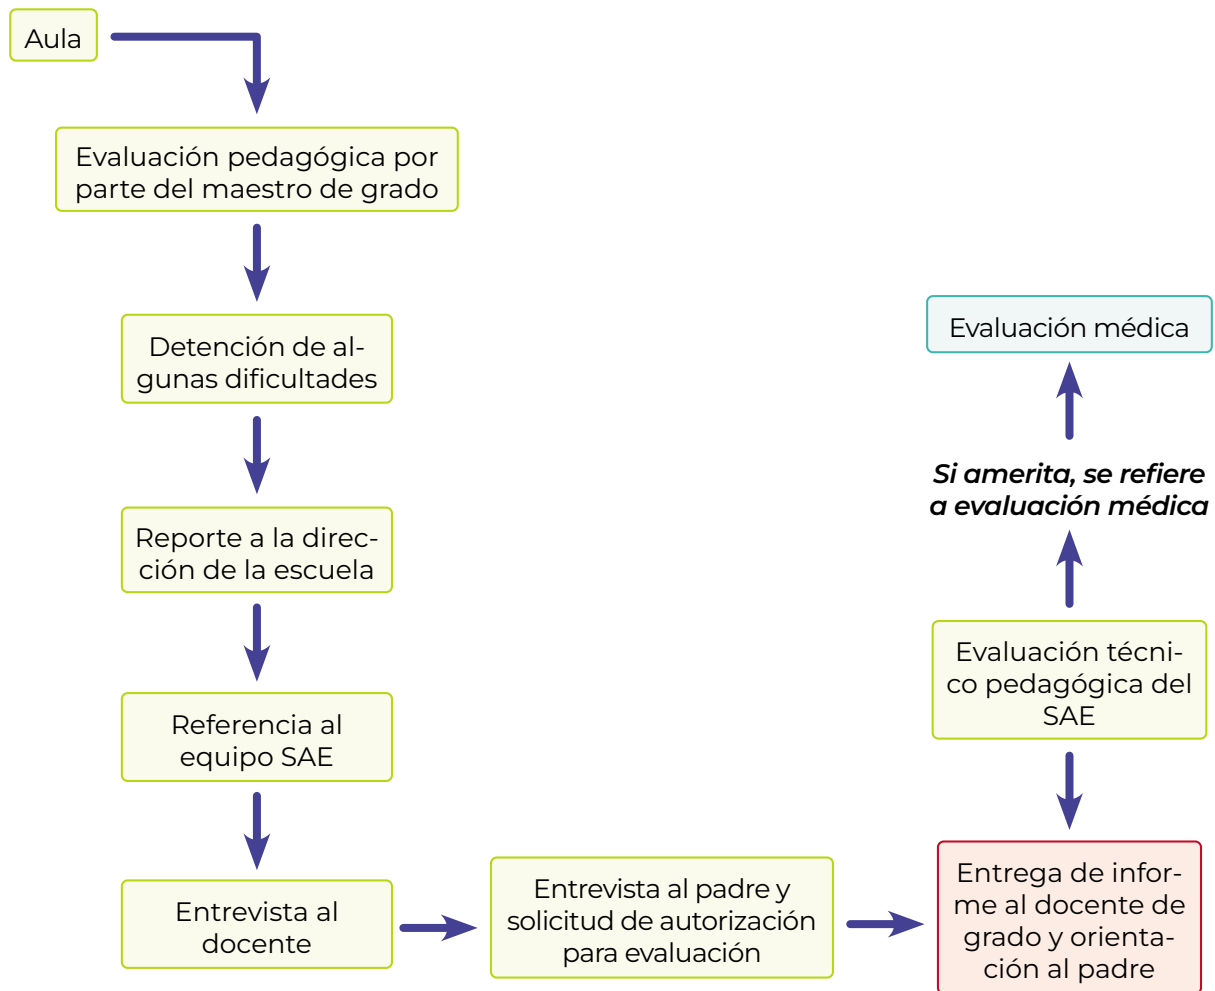 Aula
Evaluación pedagógica por
parte del maestro de grado
Detención de al-
gunas dificultades
Reporte a la direc-
ción de la escuela
Referencia al
equipo SAE
Entrevista al
docente
Entrevista al padre y
solicitud de autorización
para evaluación
Evaluación médica
Si amerita, se refiere
a evaluación médica
Evaluación técni-
co pedagógica del
SAE
Entrega de infor-
me al docente de
grado y orienta-
ción al padre